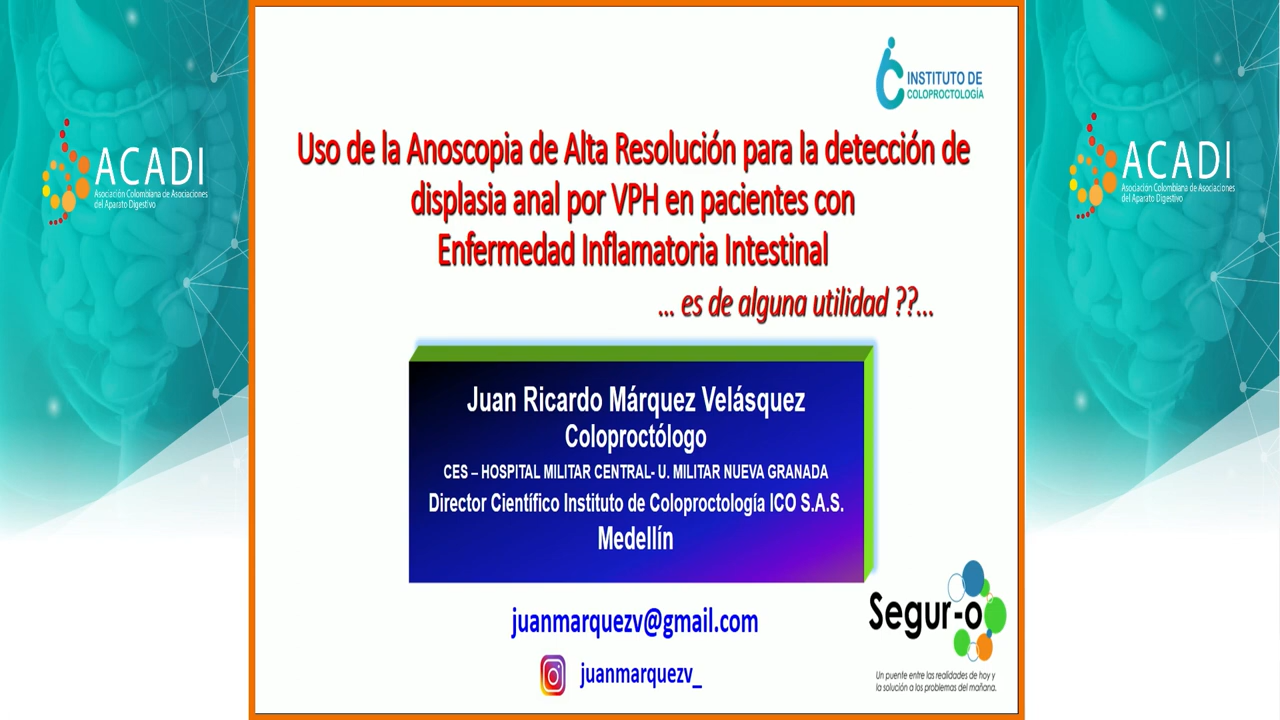 INSTITUTO DE
COLOPROCTOLOGÍA
Uso de la Anoscopia de Alta Resolución para la detección de
displasia anal por VPH en pacientes con
Enfermedad Inflamatoria Intestinal
... es de alguna utilidad ??...
ACADI
Asociación Colombiana de Asociaciones
del Aparato Digestivo
ACADI
Asociación Colombiana de Asociaciones
del Aparato Digestivo
Juan Ricardo Márquez Velásquez
Coloproctólogo
CES – HOSPITAL MILITAR CENTRAL- U. MILITAR NUEVA GRANADA
Director Científico Instituto de Coloproctología ICO S.A.S.
Medellín
juanmarquezv@gmail.com
juanmarquezv_
Segur-o
Un puente entre las realidades de hoy y
la solución a los problemas del mañana.